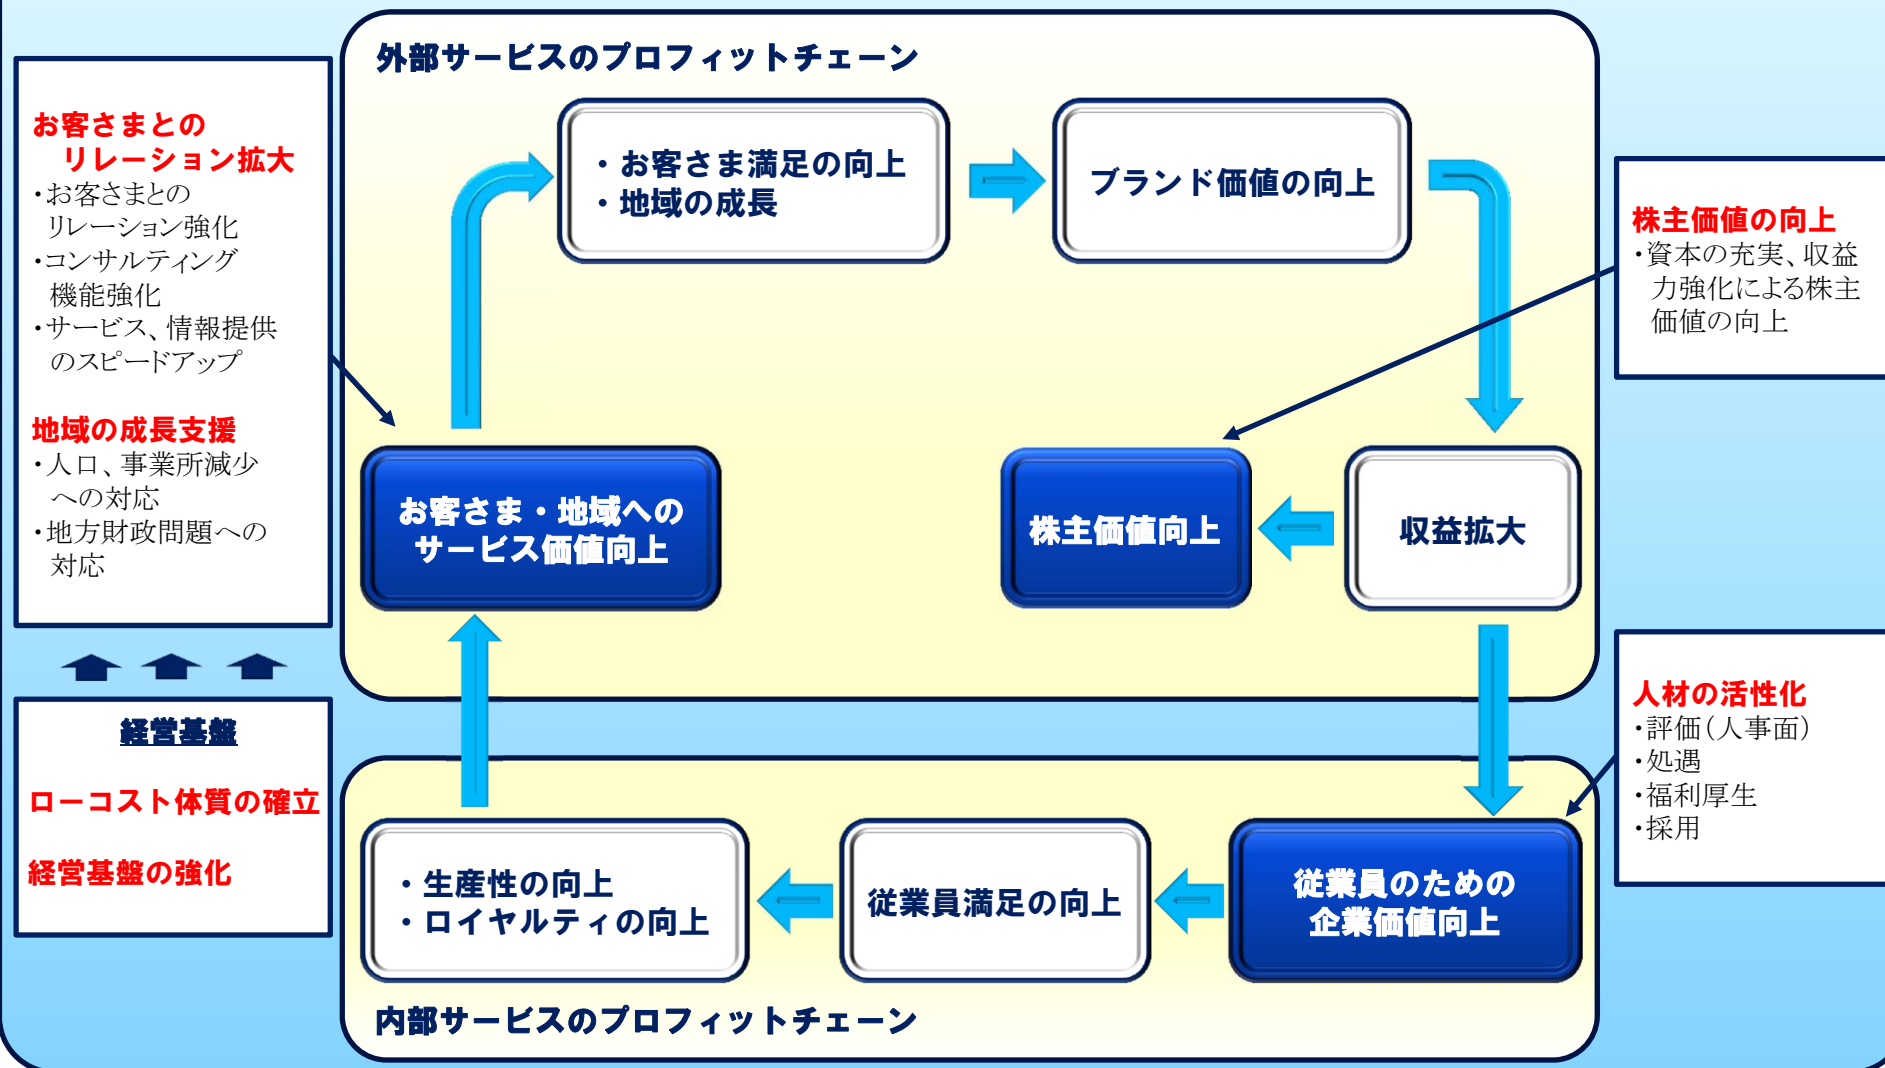 外部サービスのプロフィットチェーン
お客さまとの
リレーション拡大
・お客さまとの
リレーション強化
・コンサルティング
機能強化
・サービス、情報提供
のスピードアップ
地域の成長支援
・人口、事業所減少
への対応
・地方財政問題への
対応
経営基盤
ローコスト体質の確立
経営基盤の強化
・お客さま満足の向上
・地域の成長
ブランド価値の向上
お客さま・地域への
サービス価値向上
株主価値向上
収益拡大
株主価値の向上
・資本の充実、収益
力強化による株主
価値の向上
人材の活性化
・評価(人事面)
・処遇
・福利厚生
・採用
・生産性の向上
・ロイヤルティの向上
従業員満足の向上
従業員のための
企業価値向上
内部サービスのプロフィットチェーン